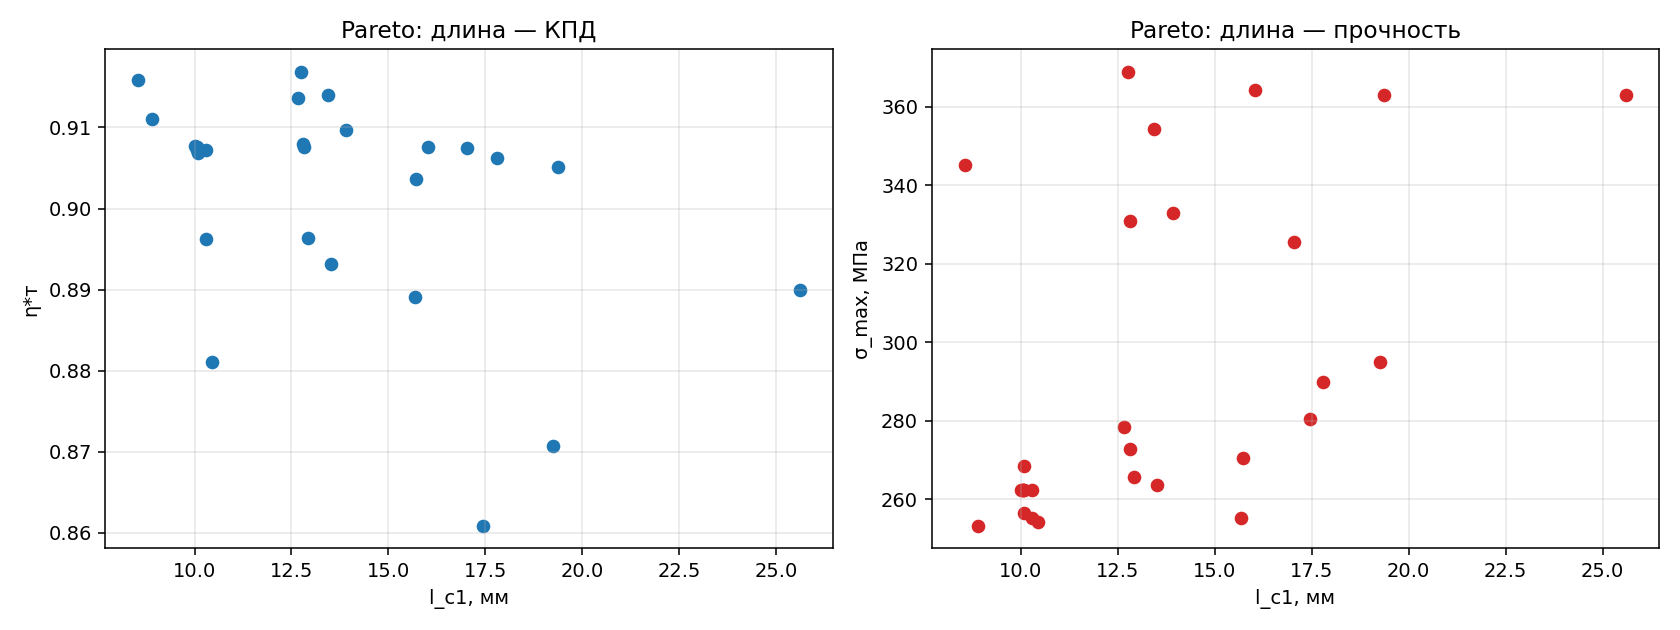 Pareto: длина — КПД
η*т
0.91
0.90
0.89
0.88
0.87
0.86
10.0 12.5 15.0 17.5 20.0 22.5 25.0
l_c1, мм
Pareto: длина — прочность
σ_max, МПа
360
340
320
300
280
260
10.0 12.5 15.0 17.5 20.0 22.5 25.0
l_c1, мм